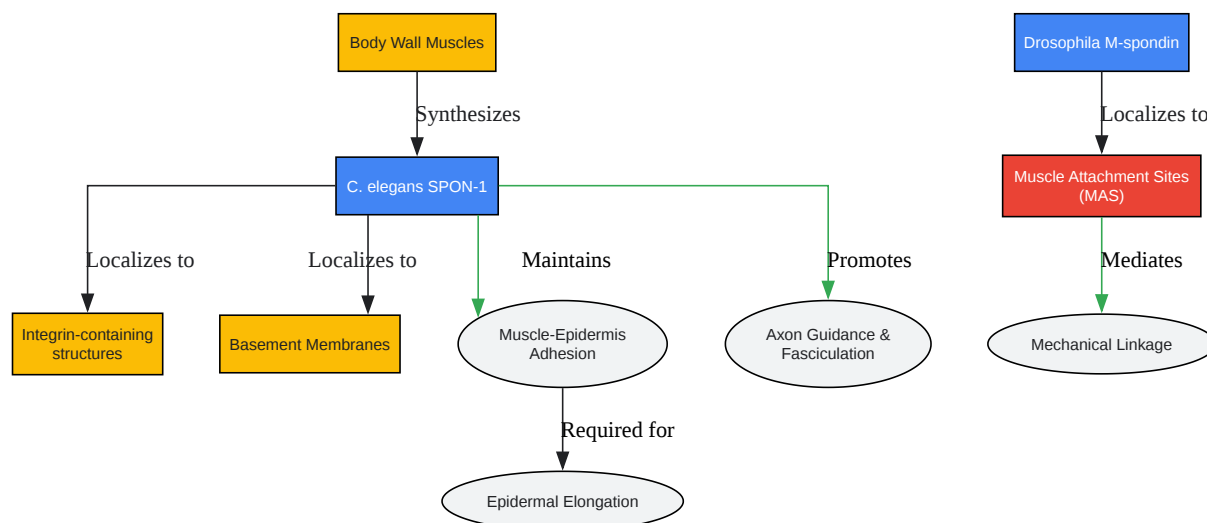 Body Wall Muscles
Drosophila M-spondin
Synthesizes
Localizes to
C. elegans SPON-1
Muscle Attachment Sites
(MAS)
Localizes to
Localizes to
Maintains
Promotes
Mediates
Integrin-containing
structures
Basement Membranes
Muscle-Epidermis
Adhesion
Axon Guidance &
Fasciculation
Mechanical Linkage
Required for
Epidermal Elongation